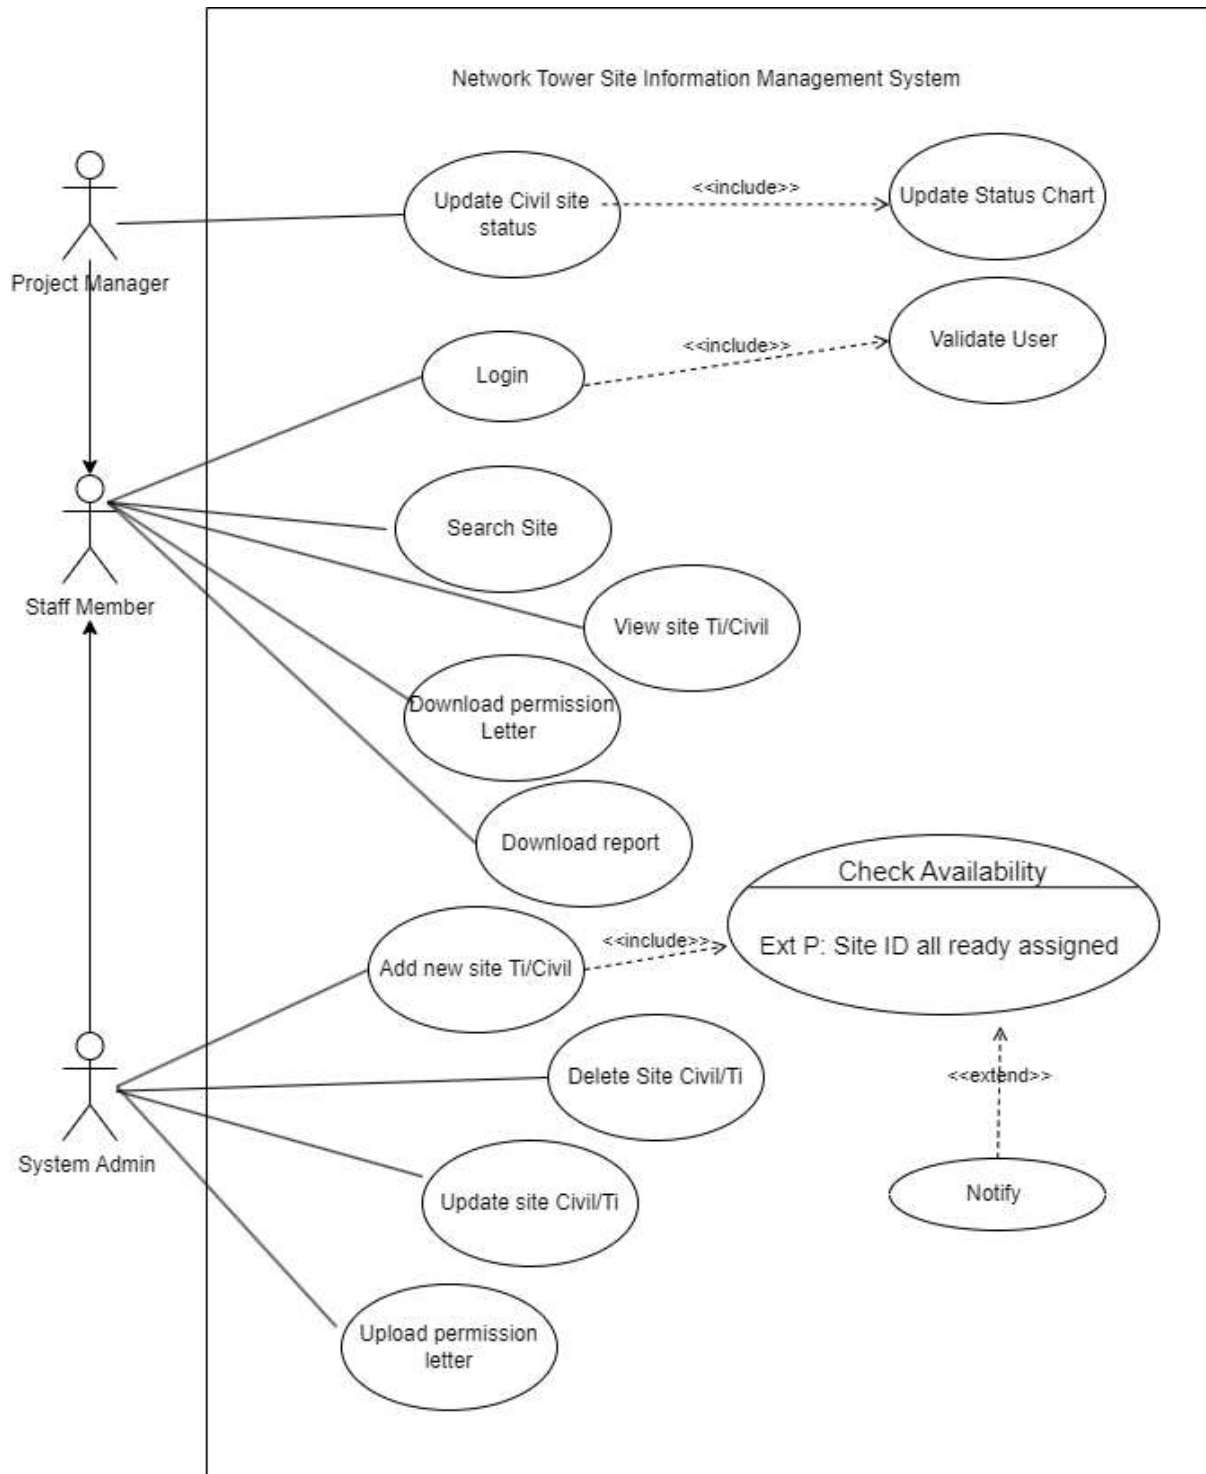 Network Tower Site Information Management System
Project Manager
Update Civil site
status
<<include>>
Update Status Chart
Login
<<include>>
Validate User
Staff Member
Search Site
View site Ti/Civil
Download permission
Letter
Download report
Check Availability
Ext P: Site ID all ready assigned
Add new site Ti/Civil
<<include>>
System Admin
Delete Site Civil/Ti
<<extend>>
Update site Civil/Ti
Notify
Upload permission
letter